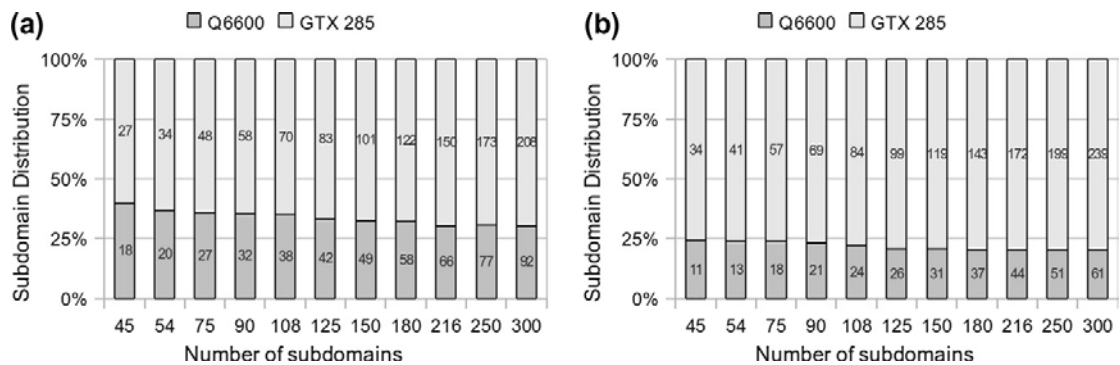 (a)
Q6600 GTX 285
100%
75%
50%
25%
0%
Subdomain Distribution
27 34 48 58 70 83 101 122 150 173 208
18 20 27 32 38 42 49 58 66 77 92
45 54 75 90 108 125 150 180 216 250 300
Number of subdomains
(b)
Q6600 GTX 285
100%
75%
50%
25%
0%
Subdomain Distribution
34 41 57 69 84 99 119 143 172 199 239
11 13 18 21 24 26 31 37 44 51 61
45 54 75 90 108 125 150 180 216 250 300
Number of subdomains